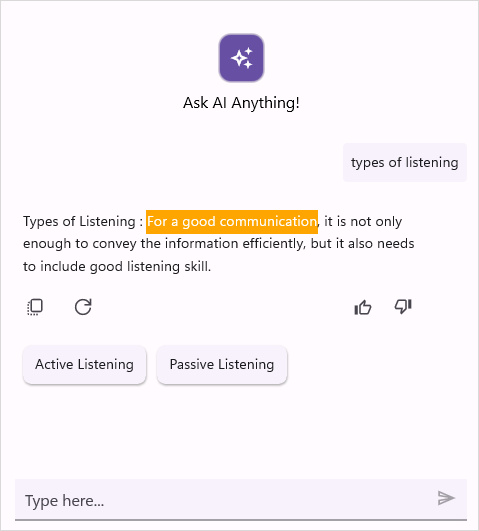 Ask AI Anything!
types of listening
Types of Listening : For a good communication, it is not only
enough to convey the information efficiently, but it also needs
to include good listening skill.
Active Listening
Passive Listening
Type here...